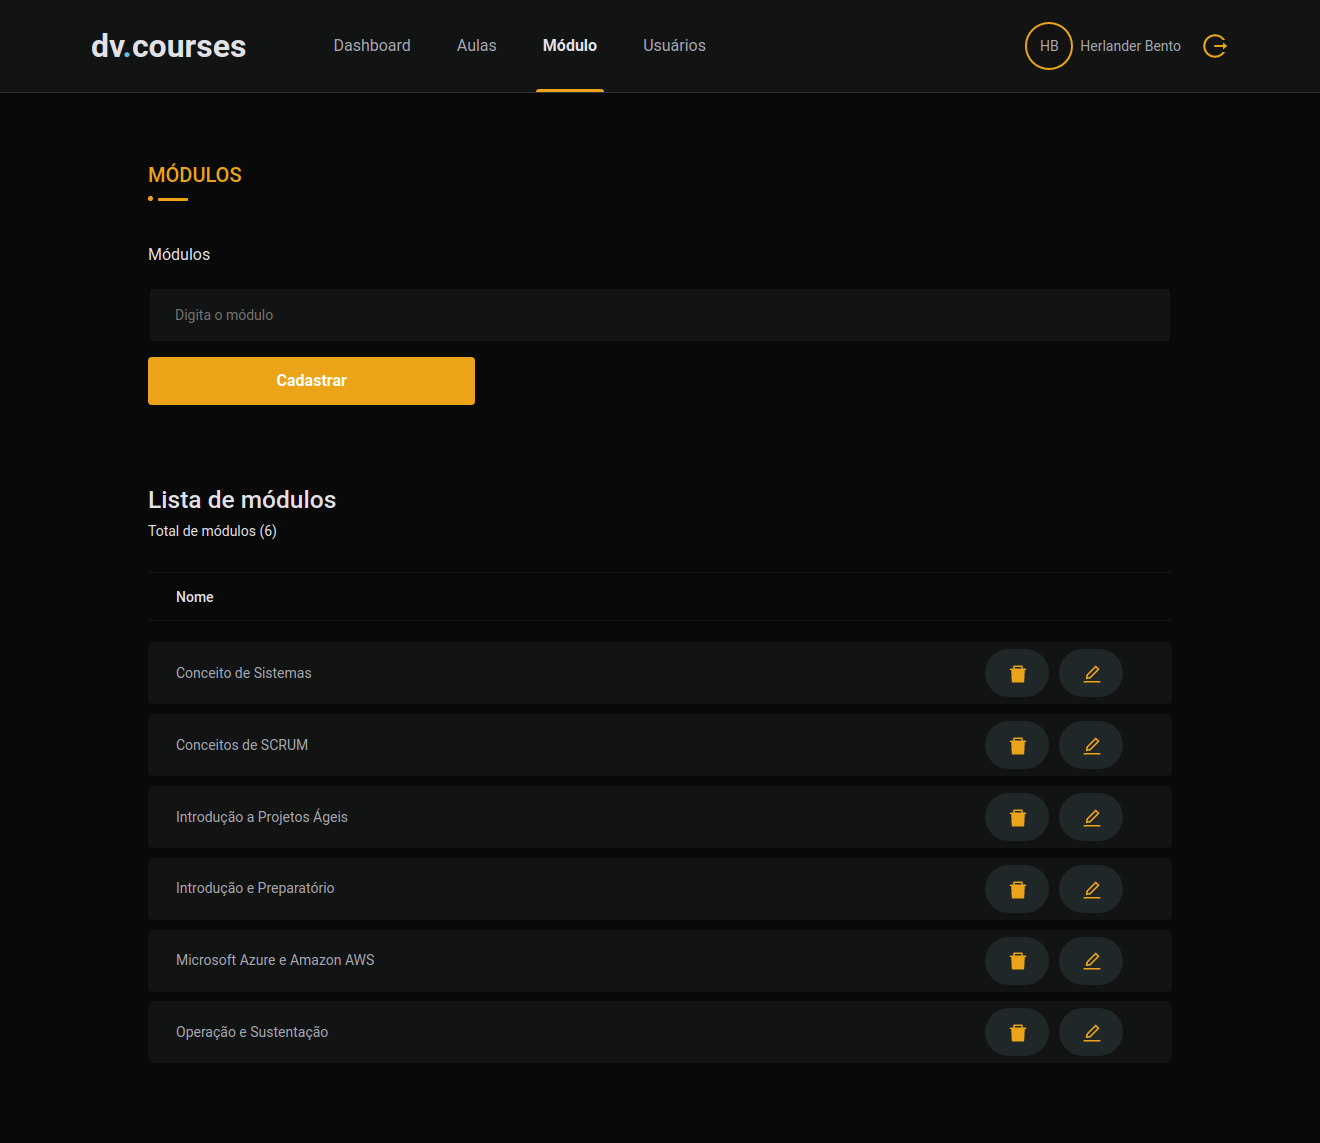 dv.courses
Dashboard
Aulas
Módulo
Usuários
HB
Herlander Bento
MÓDULOS
Módulos
Digita o módulo
Cadastrar
Lista de módulos
Total de módulos (6)
Nome
Conceito de Sistemas
Conceitos de SCRUM
Introdução a Projetos Ágeis
Introdução e Preparatório
Microsoft Azure e Amazon AWS
Operação e Sustentação